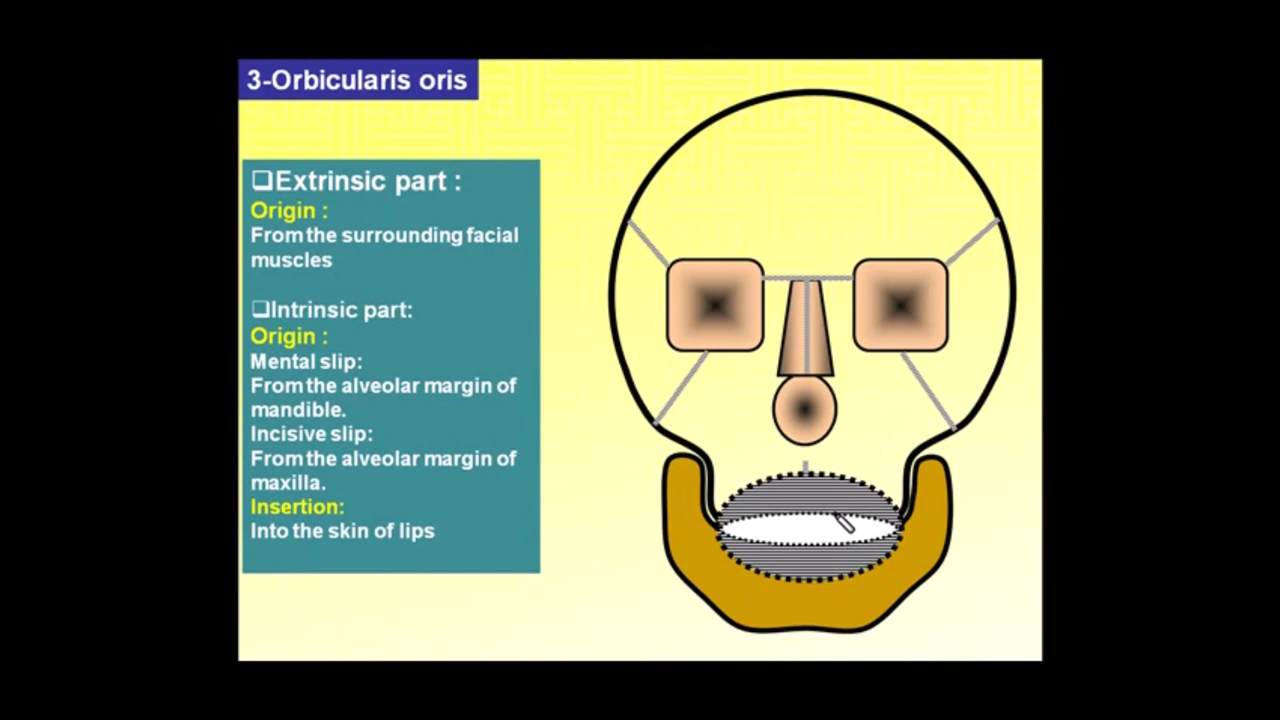 3-Orbicularis oris
❑Extrinsic part :
Origin :
From the surrounding facial
muscles
❑Intrinsic part:
Origin :
Mental slip:
From the alveolar margin of
mandible.
Incisive slip:
From the alveolar margin of
maxilla.
Insertion:
Into the skin of lips